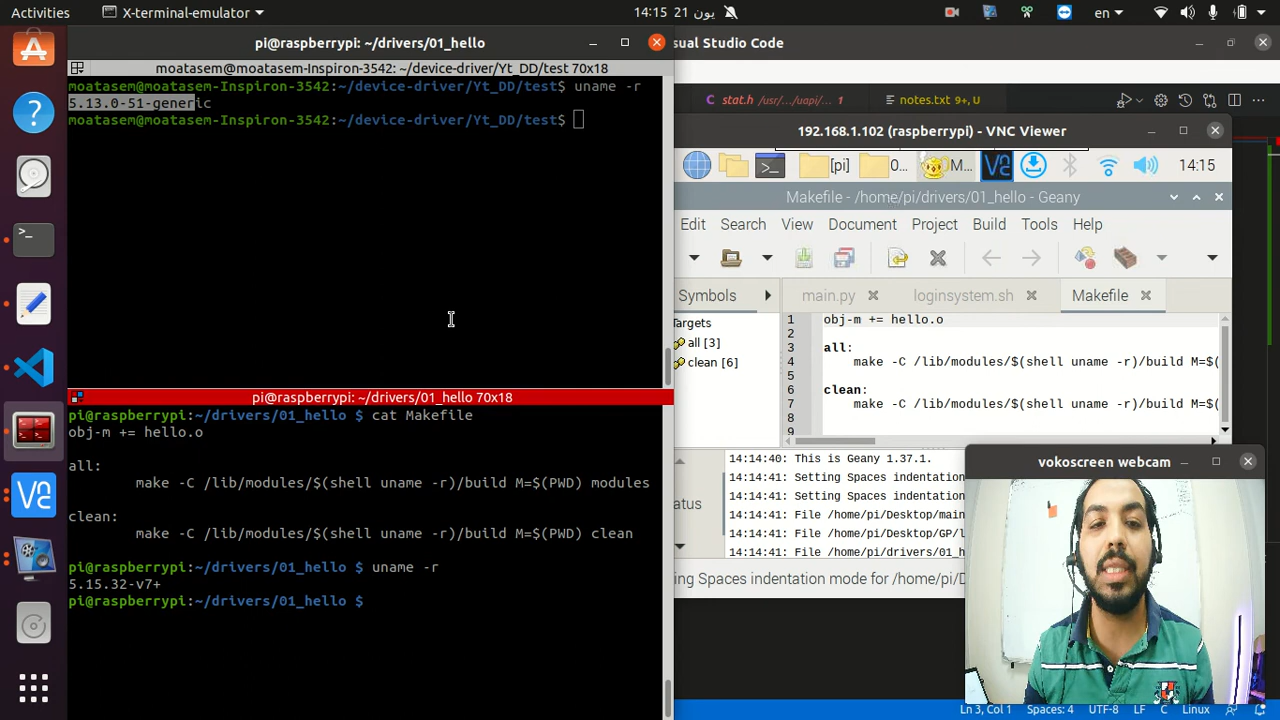 Activities
X-terminal-emulator
14:15 21 يون
en
pi@raspberrypi: ~/drivers/01_hello
moatasem@moatasem-Inspiron-3542: ~/device-driver/Yt_DD/test 70x18
moatasem@moatasem-Inspiron-3542:~/device-driver/Yt_DD/test$ uname -r
5.13.0-51-generic
moatasem@moatasem-Inspiron-3542:~/device-driver/Yt_DD/test$
pi@raspberrypi: ~/drivers/01_hello 70x18
pi@raspberrypi:~/drivers/01_hello $ cat Makefile
obj-m += hello.o
all:
make -C /lib/modules/$(shell uname -r)/build M=$(PWD) modules
clean:
make -C /lib/modules/$(shell uname -r)/build M=$(PWD) clean
pi@raspberrypi:~/drivers/01_hello $ uname -r
5.15.32-v7+
pi@raspberrypi:~/drivers/01_hello $
sual Studio Code
stat.h /usr/.../uapi/... 1
notes.txt 9+, U
192.168.1.102 (raspberrypi) - VNC Viewer
[pi]
0...
M...
14:15
Makefile - /home/pi/drivers/01_hello - Geany
Edit Search View Document Project Build Tools Help
Symbols
main.py
loginsystem.sh
Makefile
Targets
all [3]
clean [6]
1 obj-m += hello.o
2
3 all:
4 make -C /lib/modules/$(shell uname -r)/build M=$(
5
6 clean:
7 make -C /lib/modules/$(shell uname -r)/build M=$(
8
9
atus
14:14:40: This is Geany 1.37.1.
14:14:41: Setting Spaces indentation
14:14:41: Setting Spaces indentation
14:14:41: File /home/pi/Desktop/mai
14:14:41: File /home/pi/Desktop/GP/l
14:14:41: File /home/pi/drivers/01_h
ng Spaces indentation mode for /home/pi/D
vokoscreen webcam
Ln 3, Col 1 Spaces: 4 UTF-8 LF C Linux